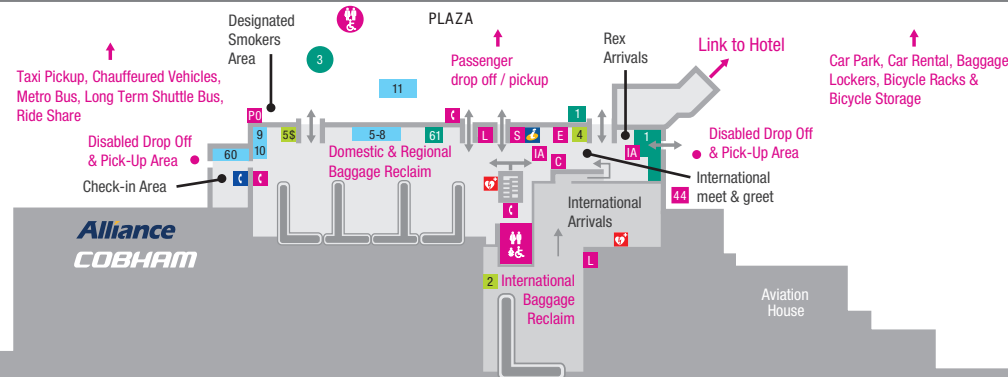 PLAZA
Designated
Smokers
Area
3
Taxi Pickup, Chauffeured Vehicles,
Metro Bus, Long Term Shuttle Bus,
Ride Share
Passenger
drop off / pickup
Rex
Arrivals
Link to Hotel
Car Park, Car Rental, Baggage
Lockers, Bicycle Racks &
Bicycle Storage
11
PO
1
9
10
5$
5-8
61
L
S
E
4
1
Disabled Drop Off
& Pick-Up Area
60
Domestic & Regional
Baggage Reclaim
IA
C
IA
Disabled Drop Off
& Pick-Up Area
Check-in Area
International
meet & greet
44
International
Arrivals
Alliance
COBHAM
L
2
International
Baggage
Reclaim
Aviation
House